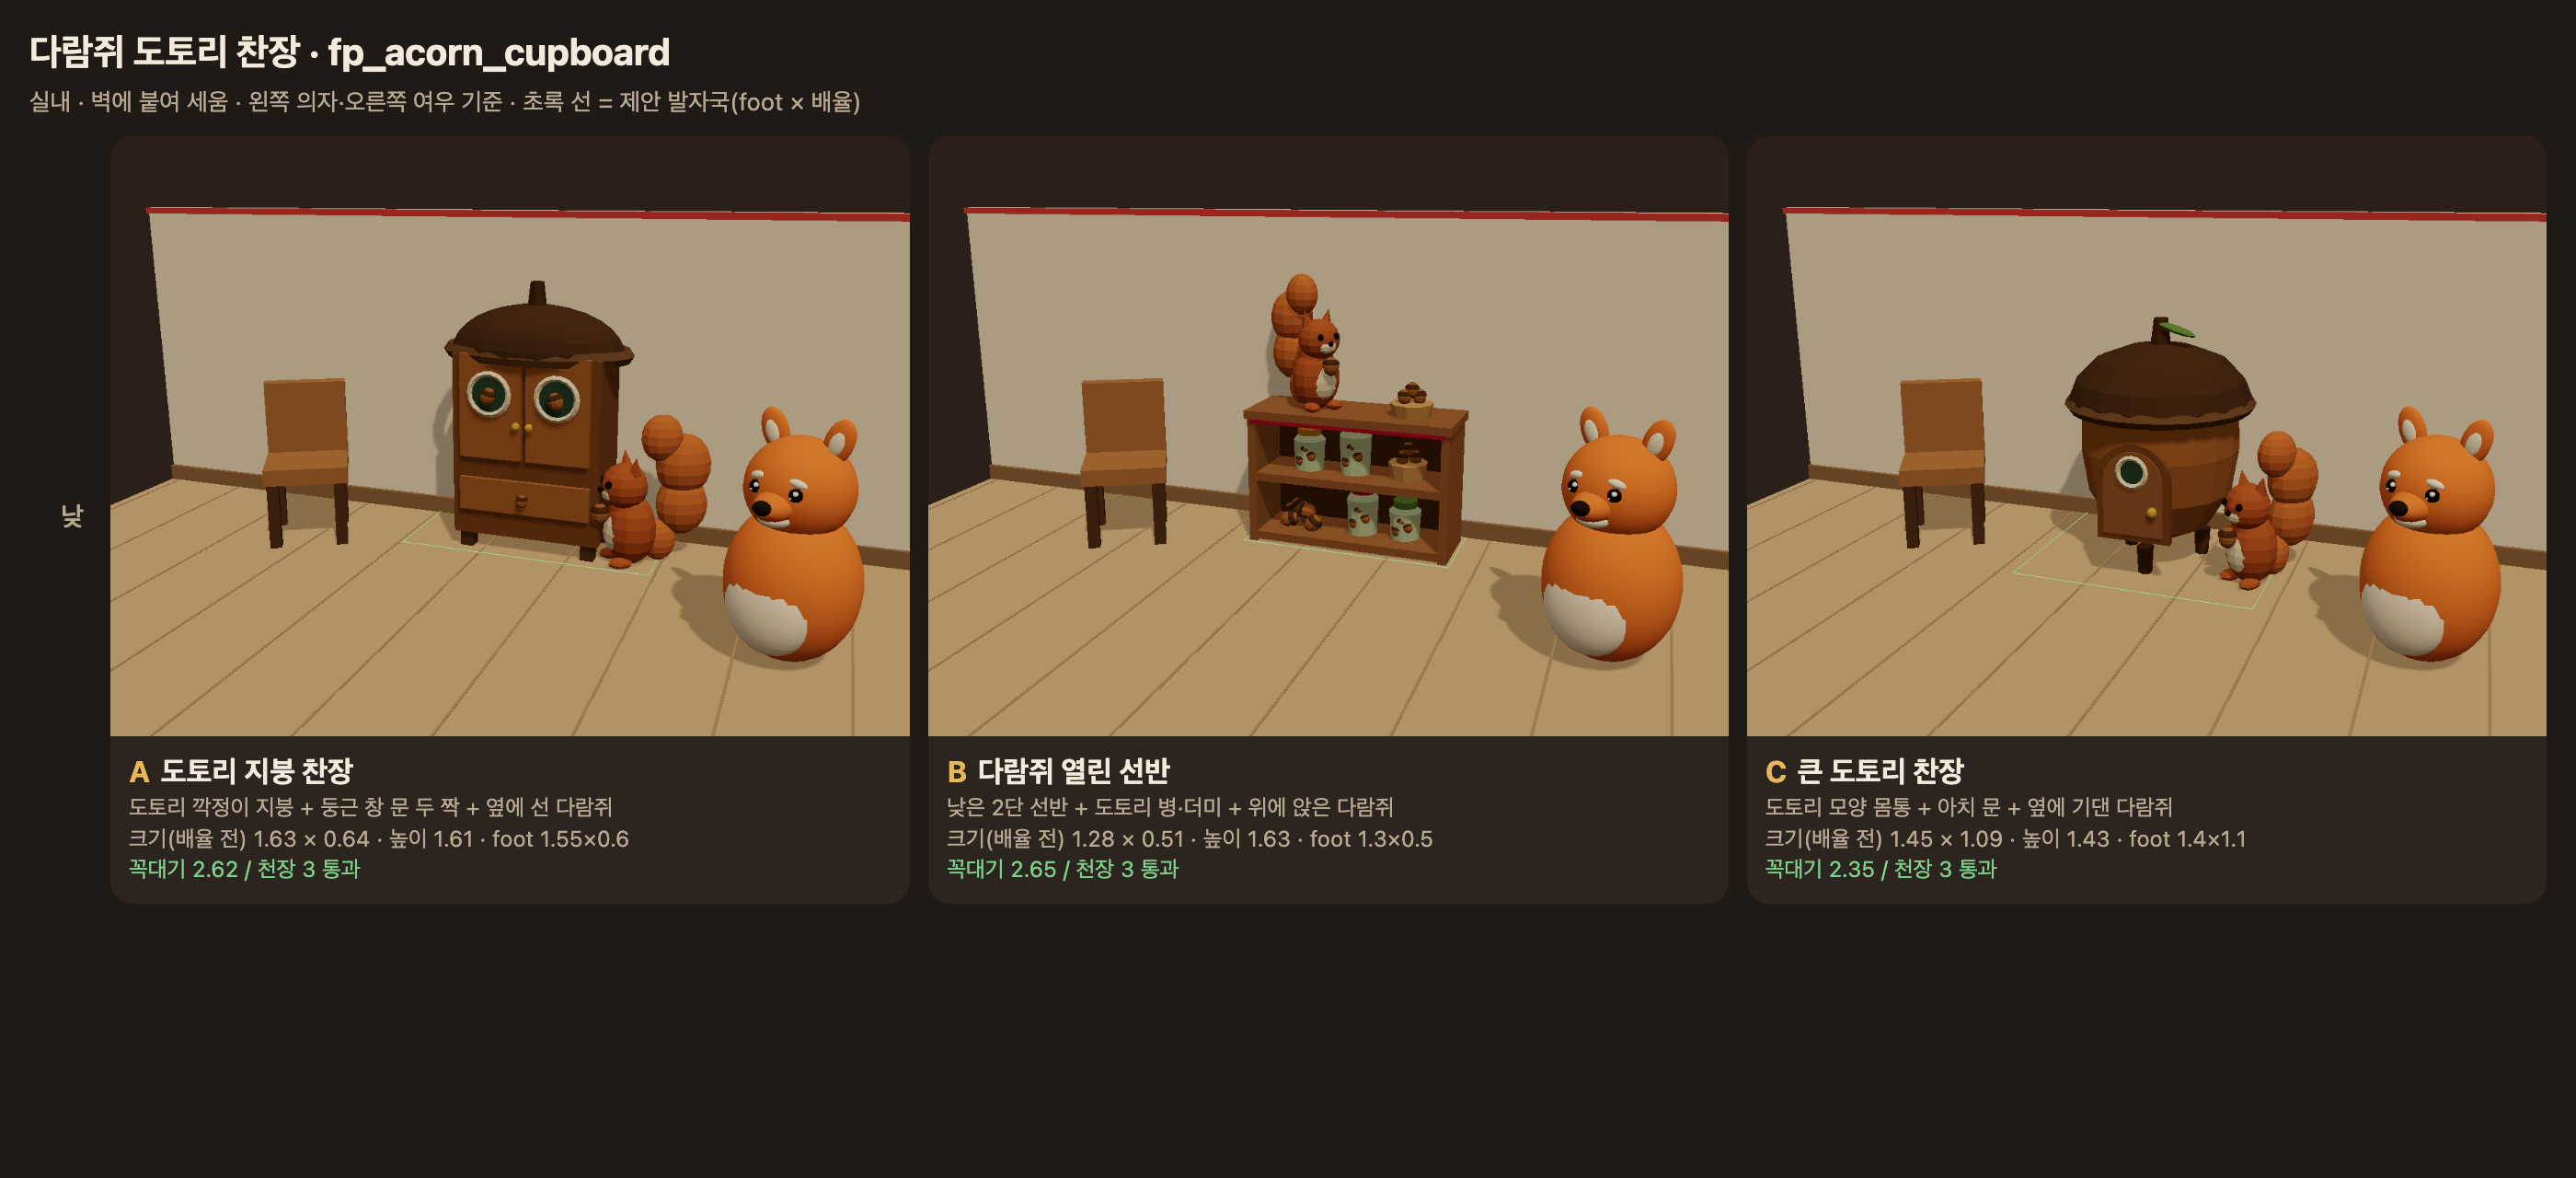 다람쥐 도토리 찬장 · fp_acorn_cupboard
실내 · 벽에 붙여 세움 · 왼쪽 의자·오른쪽 여우 기준 · 초록 선 = 제안 발자국(foot × 배율)
낮
A 도토리 지붕 찬장
도토리 깍정이 지붕 + 둥근 창 문 두 짝 + 옆에 선 다람쥐
크기(배율 전) 1.63 × 0.64 · 높이 1.61 · foot 1.55×0.6
꼭대기 2.62 / 천장 3 통과
B 다람쥐 열린 선반
낮은 2단 선반 + 도토리 병·더미 + 위에 앉은 다람쥐
크기(배율 전) 1.28 × 0.51 · 높이 1.63 · foot 1.3×0.5
꼭대기 2.65 / 천장 3 통과
C 큰 도토리 찬장
도토리 모양 몸통 + 아치 문 + 옆에 기댄 다람쥐
크기(배율 전) 1.45 × 1.09 · 높이 1.43 · foot 1.4×1.1
꼭대기 2.35 / 천장 3 통과